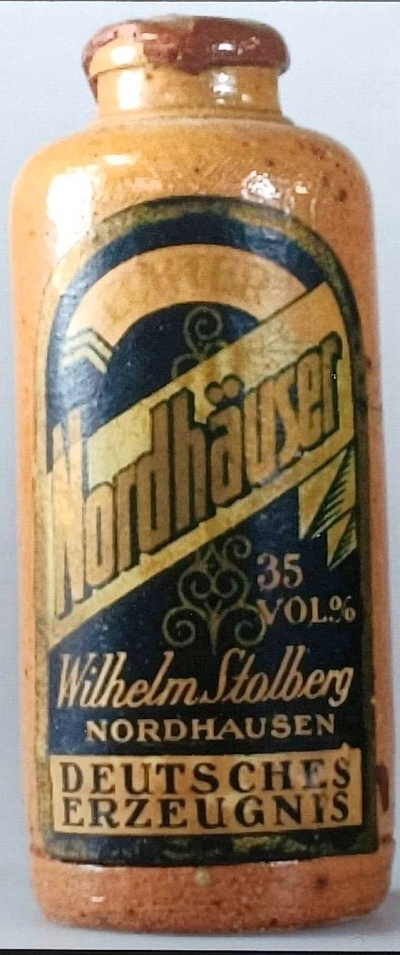 Nordhäuser
35
VOL.%
Wilhelm Stolberg
NORDHAUSEN
DEUTSCHES
ERZEUGNIS